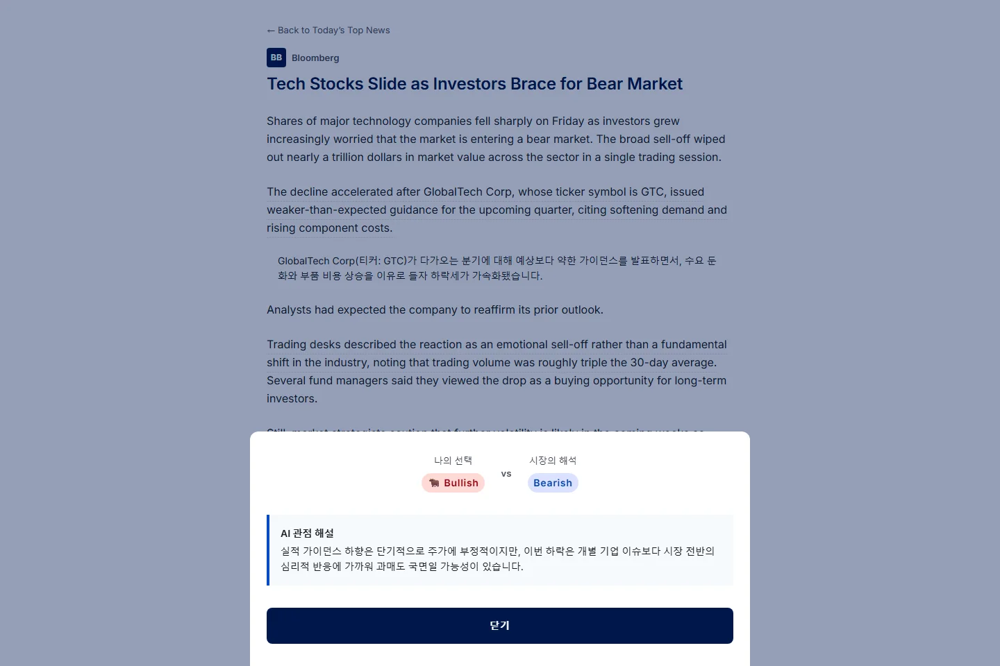 ← Back to Today's Top News
BB Bloomberg
Tech Stocks Slide as Investors Brace for Bear Market
Shares of major technology companies fell sharply on Friday as investors grew
increasingly worried that the market is entering a bear market. The broad sell-off wiped
out nearly a trillion dollars in market value across the sector in a single trading session.
The decline accelerated after GlobalTech Corp, whose ticker symbol is GTC, issued
weaker-than-expected guidance for the upcoming quarter, citing softening demand and
rising component costs.
GlobalTech Corp(티커: GTC)가 다가오는 분기에 대해 예상보다 약한 가이던스를 발표하면서, 수요 둔
화와 부품 비용 상승을 이유로 들자 하락세가 가속화됐습니다.
Analysts had expected the company to reaffirm its prior outlook.
Trading desks described the reaction as an emotional sell-off rather than a fundamental
shift in the industry, noting that trading volume was roughly triple the 30-day average.
Several fund managers said they viewed the drop as a buying opportunity for long-term
investors.
Still, market strategists caution that further volatility is likely in the coming weeks as
나의 선택
🐂 Bullish
vs
시장의 해석
Bearish
AI 관점 해설
실적 가이던스 하향은 단기적으로 주가에 부정적이지만, 이번 하락은 개별 기업 이슈보다 시장 전반의
심리적 반응에 가까워 과매도 국면일 가능성이 있습니다.
닫기